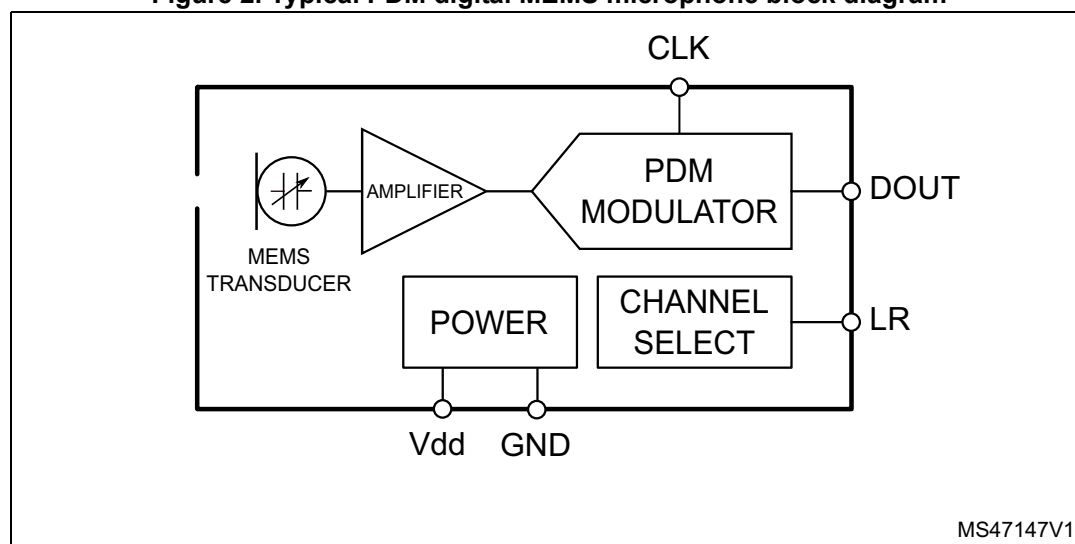 Figure 2. Typical PDM digital MEMS microphone block diagram
CLK
PDM
MODULATOR
DOUT
AMPLIFIER
MEMS
TRANSDUCER
POWER
CHANNEL
SELECT
LR
Vdd
GND
MS47147V1